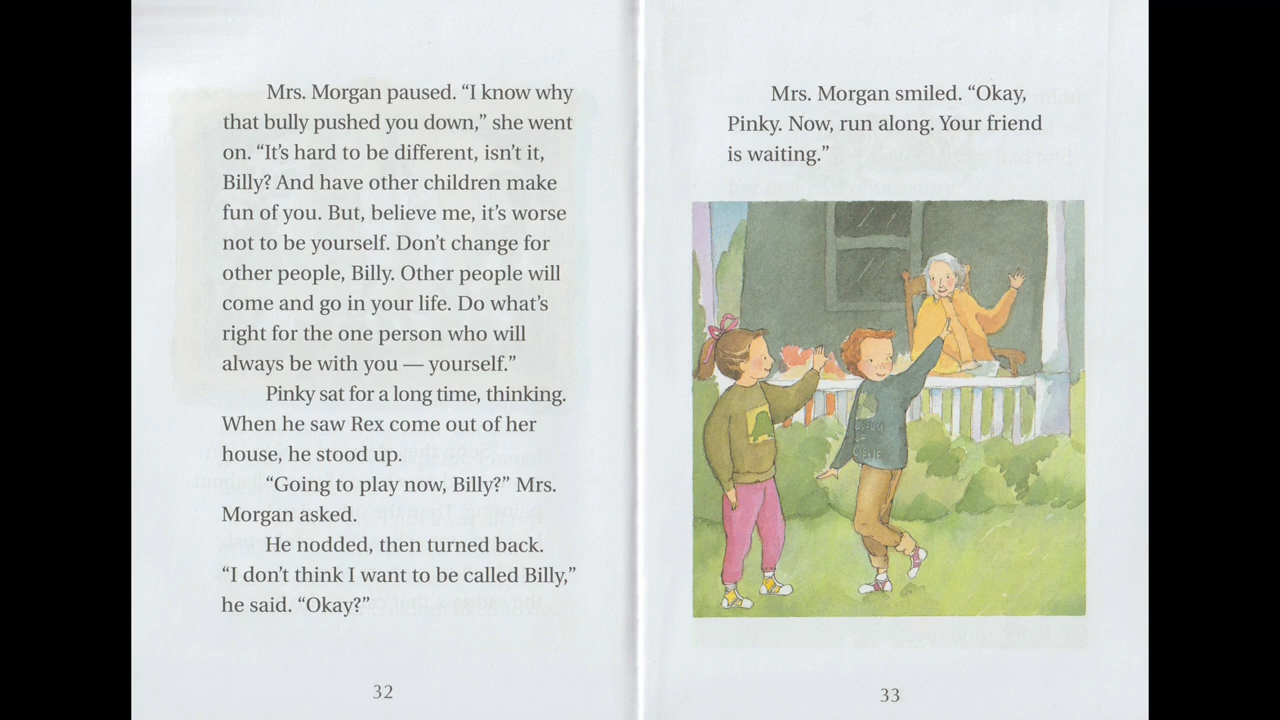 Mrs. Morgan paused. “I know why
that bully pushed you down,” she went
on. “It’s hard to be different, isn’t it,
Billy? And have other children make
fun of you. But, believe me, it’s worse
not to be yourself. Don’t change for
other people, Billy. Other people will
come and go in your life. Do what’s
right for the one person who will
always be with you — yourself.”
Pinky sat for a long time, thinking.
When he saw Rex come out of her
house, he stood up.
“Going to play now, Billy?” Mrs.
Morgan asked.
He nodded, then turned back.
“I don’t think I want to be called Billy,”
he said. “Okay?”
32
Mrs. Morgan smiled. “Okay,
Pinky. Now, run along. Your friend
is waiting.”
33